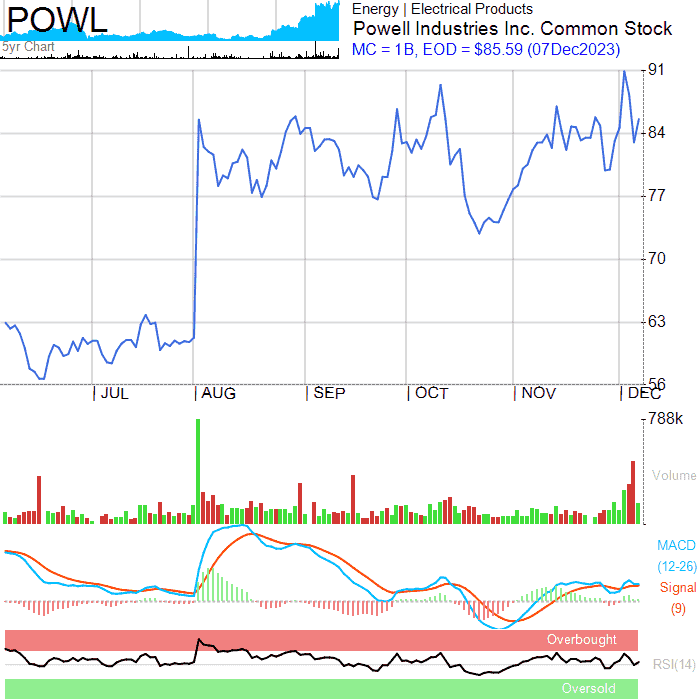 POWL
5yr Chart
Energy | Electrical Products
Powell Industries Inc. Common Stock
MC = 1B, EOD = $85.59 (07Dec2023)
91
84
77
70
63
56
JUL AUG SEP OCT NOV DEC
788k
Volume
MACD
(12-26)
Signal
(9)
Overbought
RSI(14)
Oversold